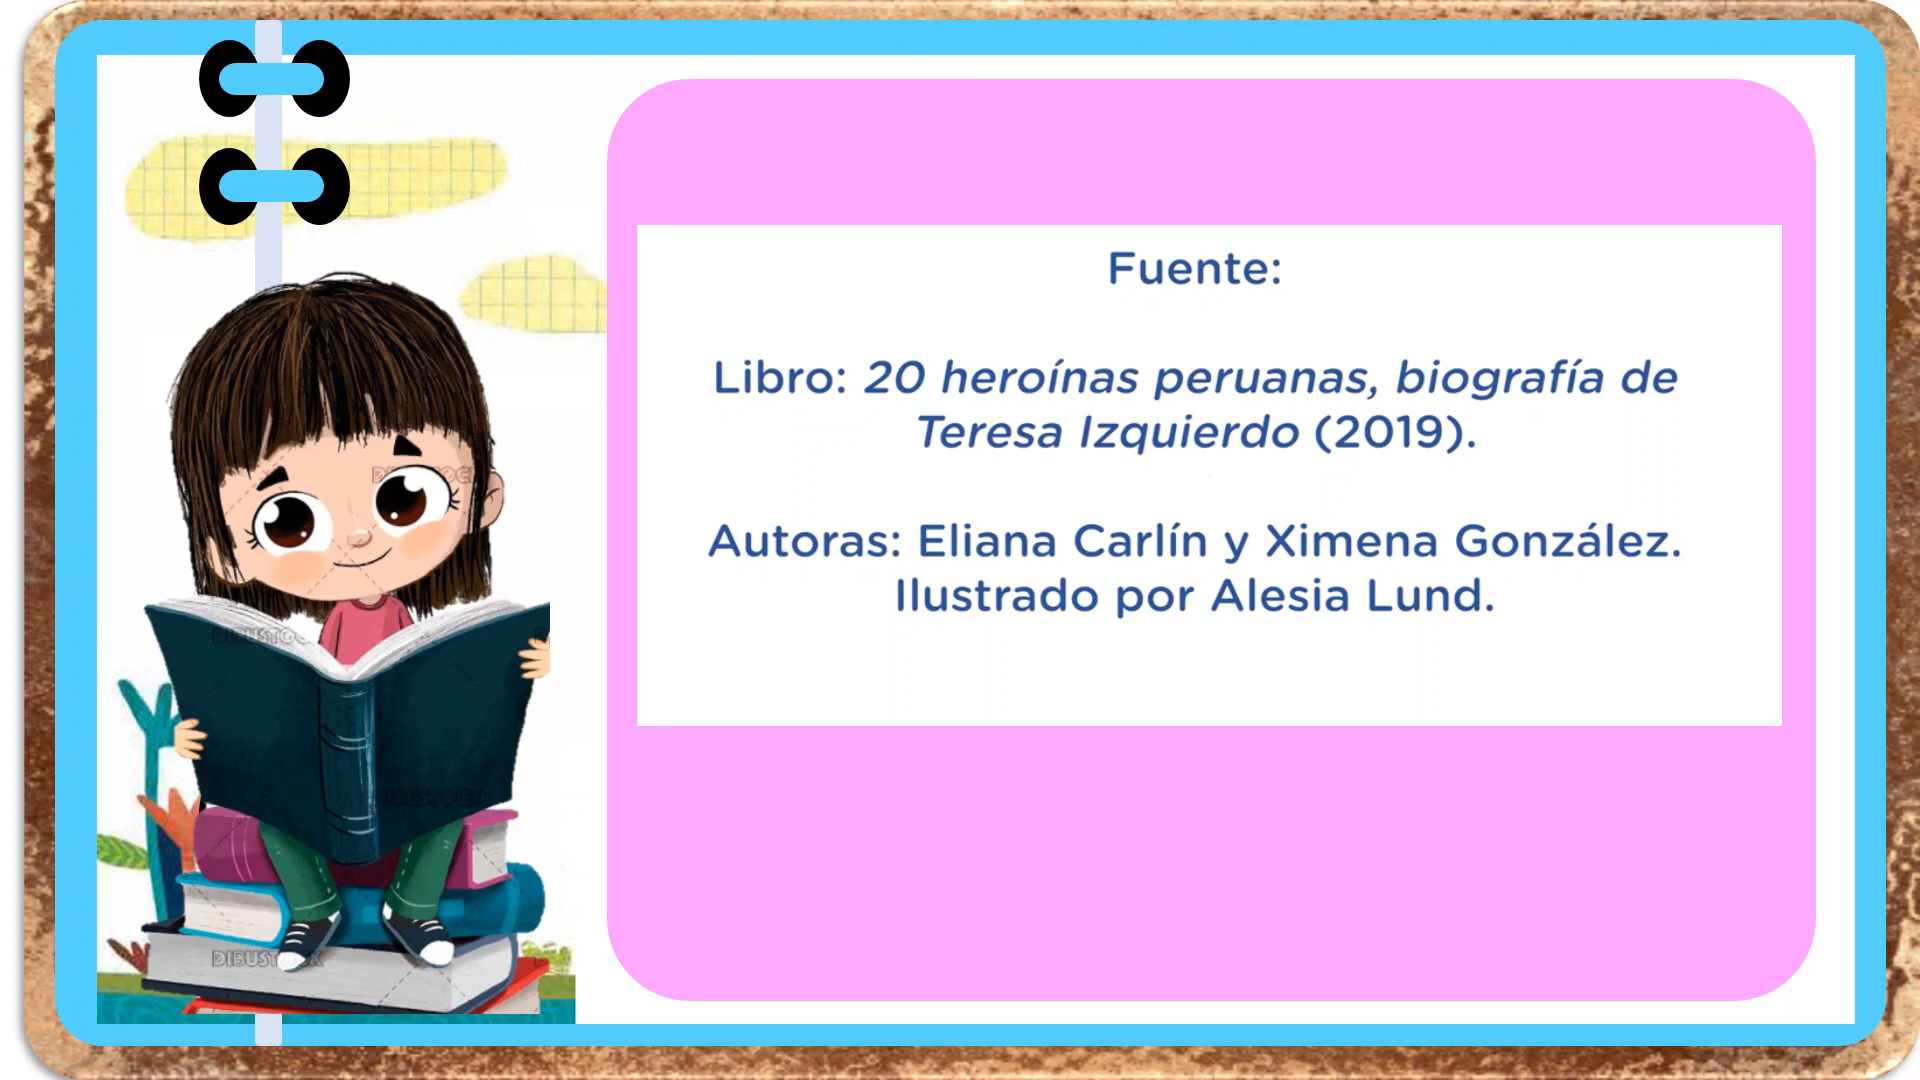 Fuente:
Libro: 20 heroínas peruanas, biografía de
Teresa Izquierdo (2019).
Autoras: Eliana Carlín y Ximena González.
Ilustrado por Alesia Lund.